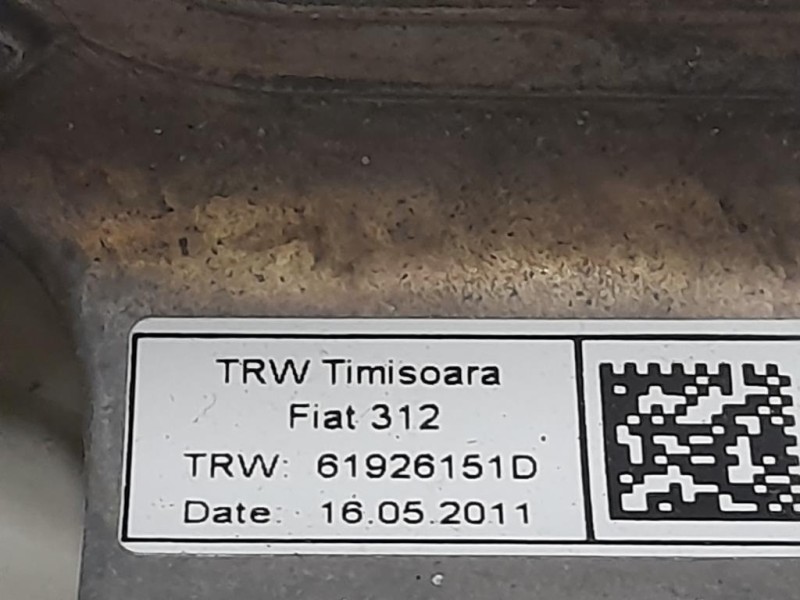 TRW Timisoara
Fiat 312
TRW: 61926151D
Date: 16.05.2011